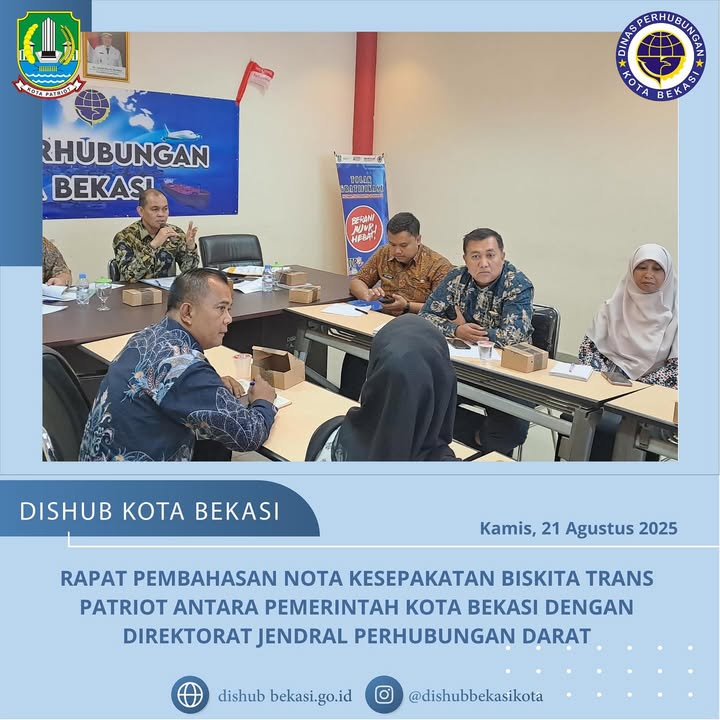 KOTA PATRIOT
DINAS PERHUBUNGAN
KOTA BEKASI
RHUBUNGAN
BEKASI
BERANI
JUJUR
HEBAT!
DISHUB KOTA BEKASI
Kamis, 21 Agustus 2025
RAPAT PEMBAHASAN NOTA KESEPAKATAN BISKITA TRANS
PATRIOT ANTARA PEMERINTAH KOTA BEKASI DENGAN
DIREKTORAT JENDRAL PERHUBUNGAN DARAT
dishub bekasi.go.id
@dishubbekasikota